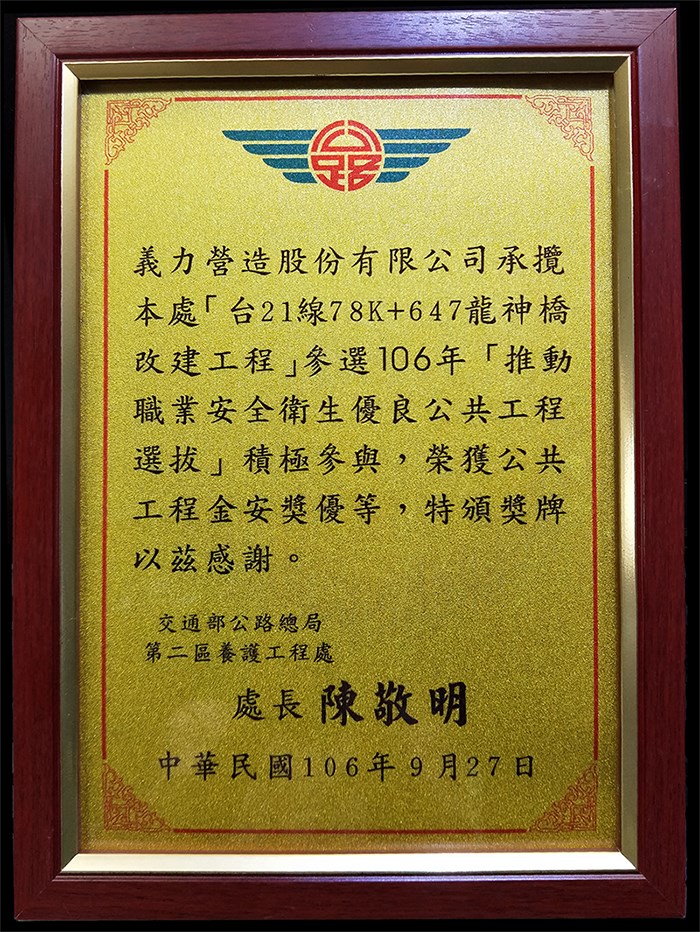 公路
義力營造股份有限公司承攬
本處「台21線78K+647龍神橋
改建工程」參選106年「推動
職業安全衛生優良公共工程
選拔」積極參與，榮獲公共
工程金安獎優等，特頒獎牌
以茲感謝。
交通部公路總局
第二區養護工程處
處長 陳敬明
中華民國106年9月27日